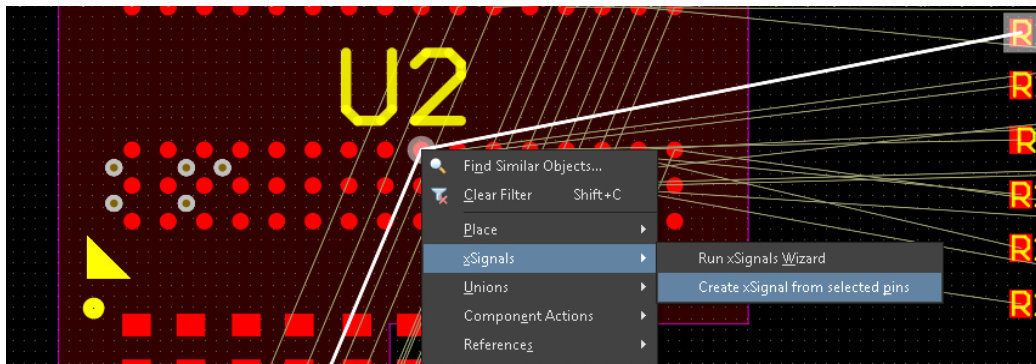 R
U2
R
R
Find Similar Objects...
Clear Filter Shift+C
R
Place
xSignals
Run xSignals Wizard
R
Unions
Create xSignal from selected pins
Component Actions
R
References